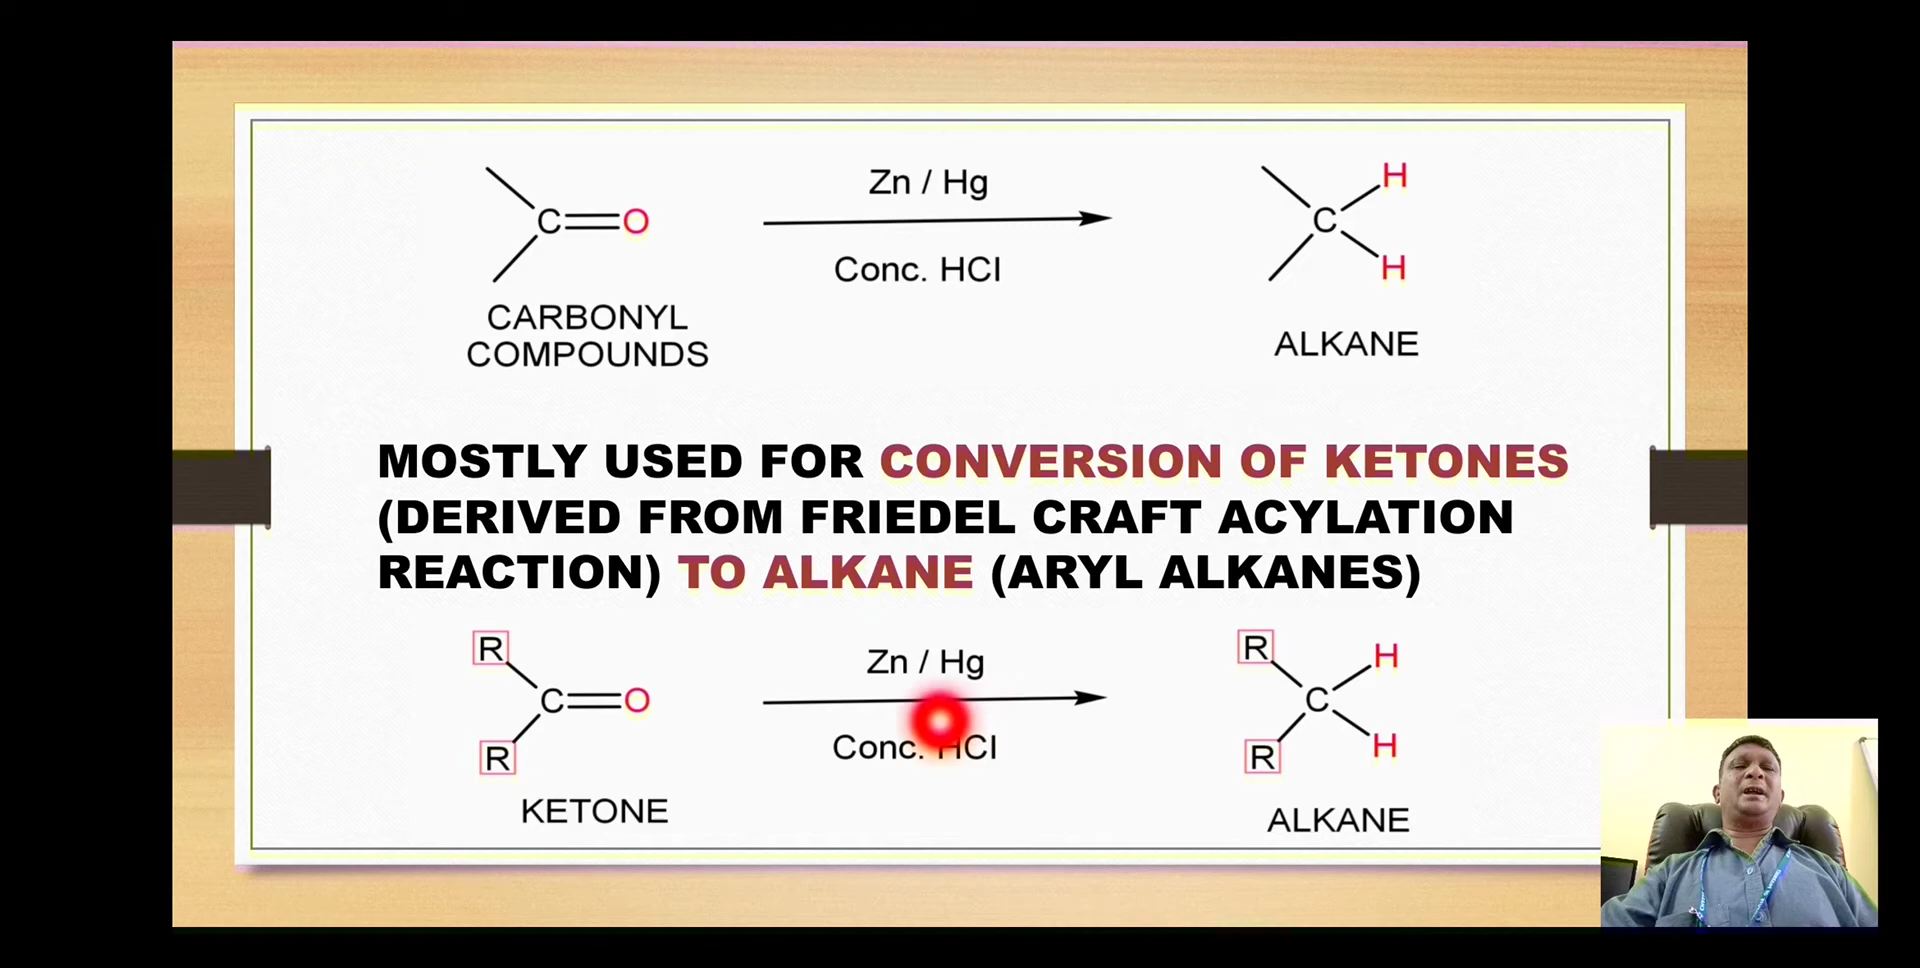 Zn / Hg
C
O
H
C
H
Conc. HCl
CARBONYL
COMPOUNDS
ALKANE
MOSTLY USED FOR CONVERSION OF KETONES
(DERIVED FROM FRIEDEL CRAFT ACYLATION
REACTION) TO ALKANE (ARYL ALKANES)
R
C
O
R
Zn / Hg
Conc. HCl
R
H
C
R
H
KETONE
ALKANE